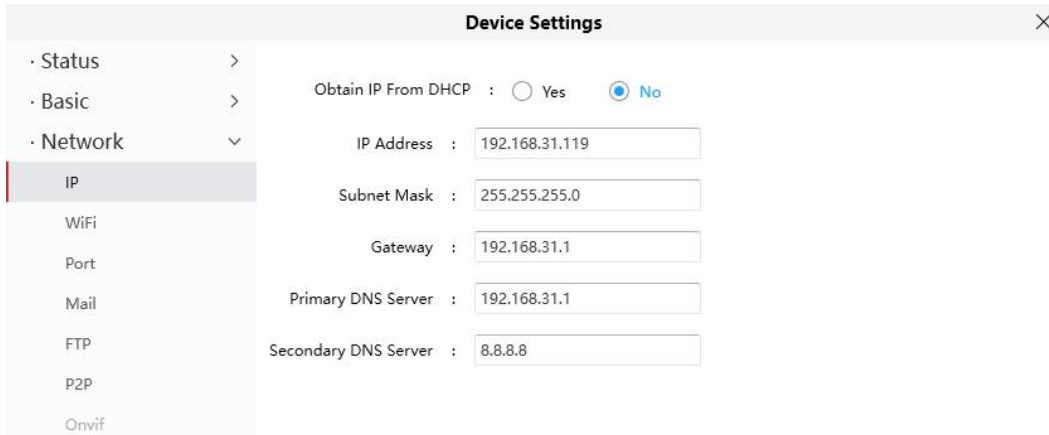 Device Settings
· Status
· Basic
· Network
IP
WiFi
Port
Mail
FTP
P2P
Onvif
Obtain IP From DHCP : Yes No
IP Address : 192.168.31.119
Subnet Mask : 255.255.255.0
Gateway : 192.168.31.1
Primary DNS Server : 192.168.31.1
Secondary DNS Server : 8.8.8.8